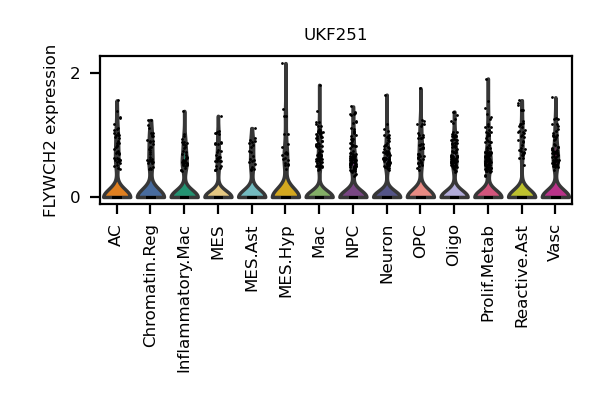 UKF251
FLYWCH2 expression
2
0
AC
Chromatin.Reg
Inflammatory.Mac
MES
MES.Ast
MES.Hyp
Mac
NPC
Neuron
OPC
Oligo
Prolif.Metab
Reactive.Ast
Vasc